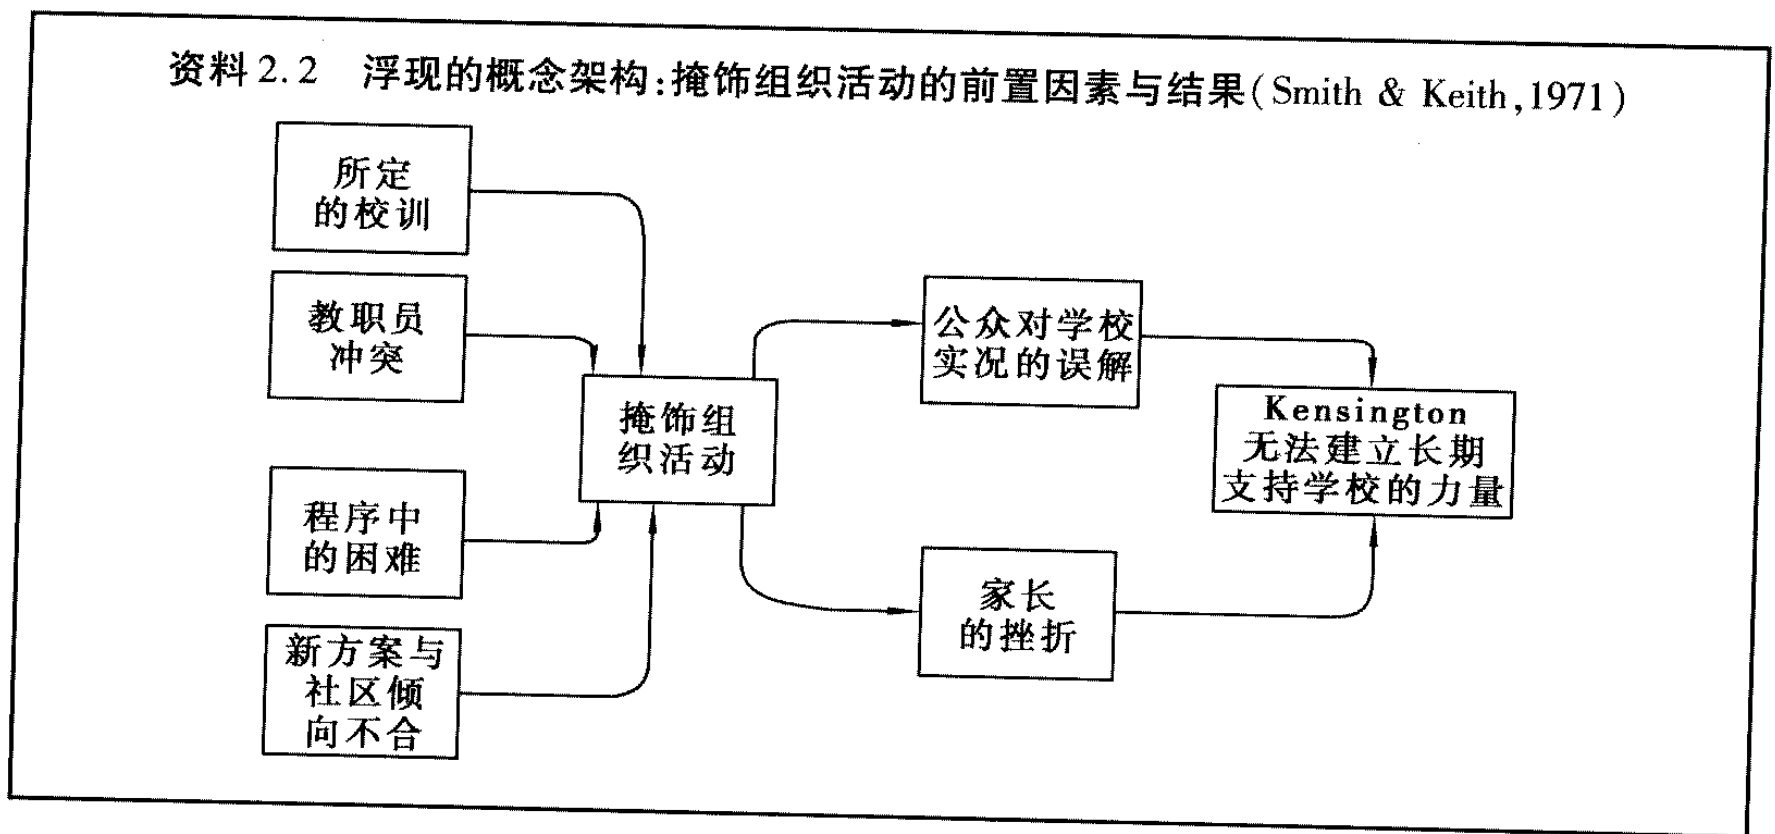 资料2.2 浮现的概念架构:掩饰组织活动的前置因素与结果(Smith & Keith,1971)
所定
的校训
教职员
冲突
程序中
的困难
新方案与
社区倾
向不合
掩饰组
织活动
公众对学校
实况的误解
家长
的挫折
Kensington
无法建立长期
支持学校的力量